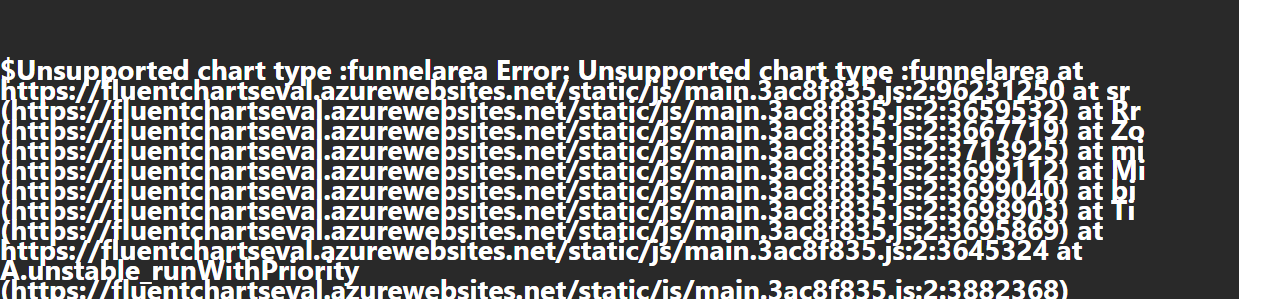 $Unsupported chart type :funnelarea Error: Unsupported chart type :funnelarea at
https://fluentchartseval.azurewebsites.net/static/js/main.3ac8f835.js:2:96231250 at sr
(https://fluentchartseval.azurewebsites.net/static/js/main.3ac8f835.js:2:3659532) at Rr
(https://fluentchartseval.azurewebsites.net/static/js/main.3ac8f835.js:2:3667719) at Zo
(https://fluentchartseval.azurewebsites.net/static/js/main.3ac8f835.js:2:3713925) at ml
(https://fluentchartseval.azurewebsites.net/static/js/main.3ac8f835.js:2:3699112) at Mi
(https://fluentchartseval.azurewebsites.net/static/js/main.3ac8f835.js:2:3699040) at bj
(https://fluentchartseval.azurewebsites.net/static/js/main.3ac8f835.js:2:3698903) at Ti
(https://fluentchartseval.azurewebsites.net/static/js/main.3ac8f835.js:2:3695869) at
https://fluentchartseval.azurewebsites.net/static/js/main.3ac8f835.js:2:3645324 at
A.unstable_runWithPriority
(https://fluentchartseval.azurewebsites.net/static/js/main.3ac8f835.js:2:3882368)